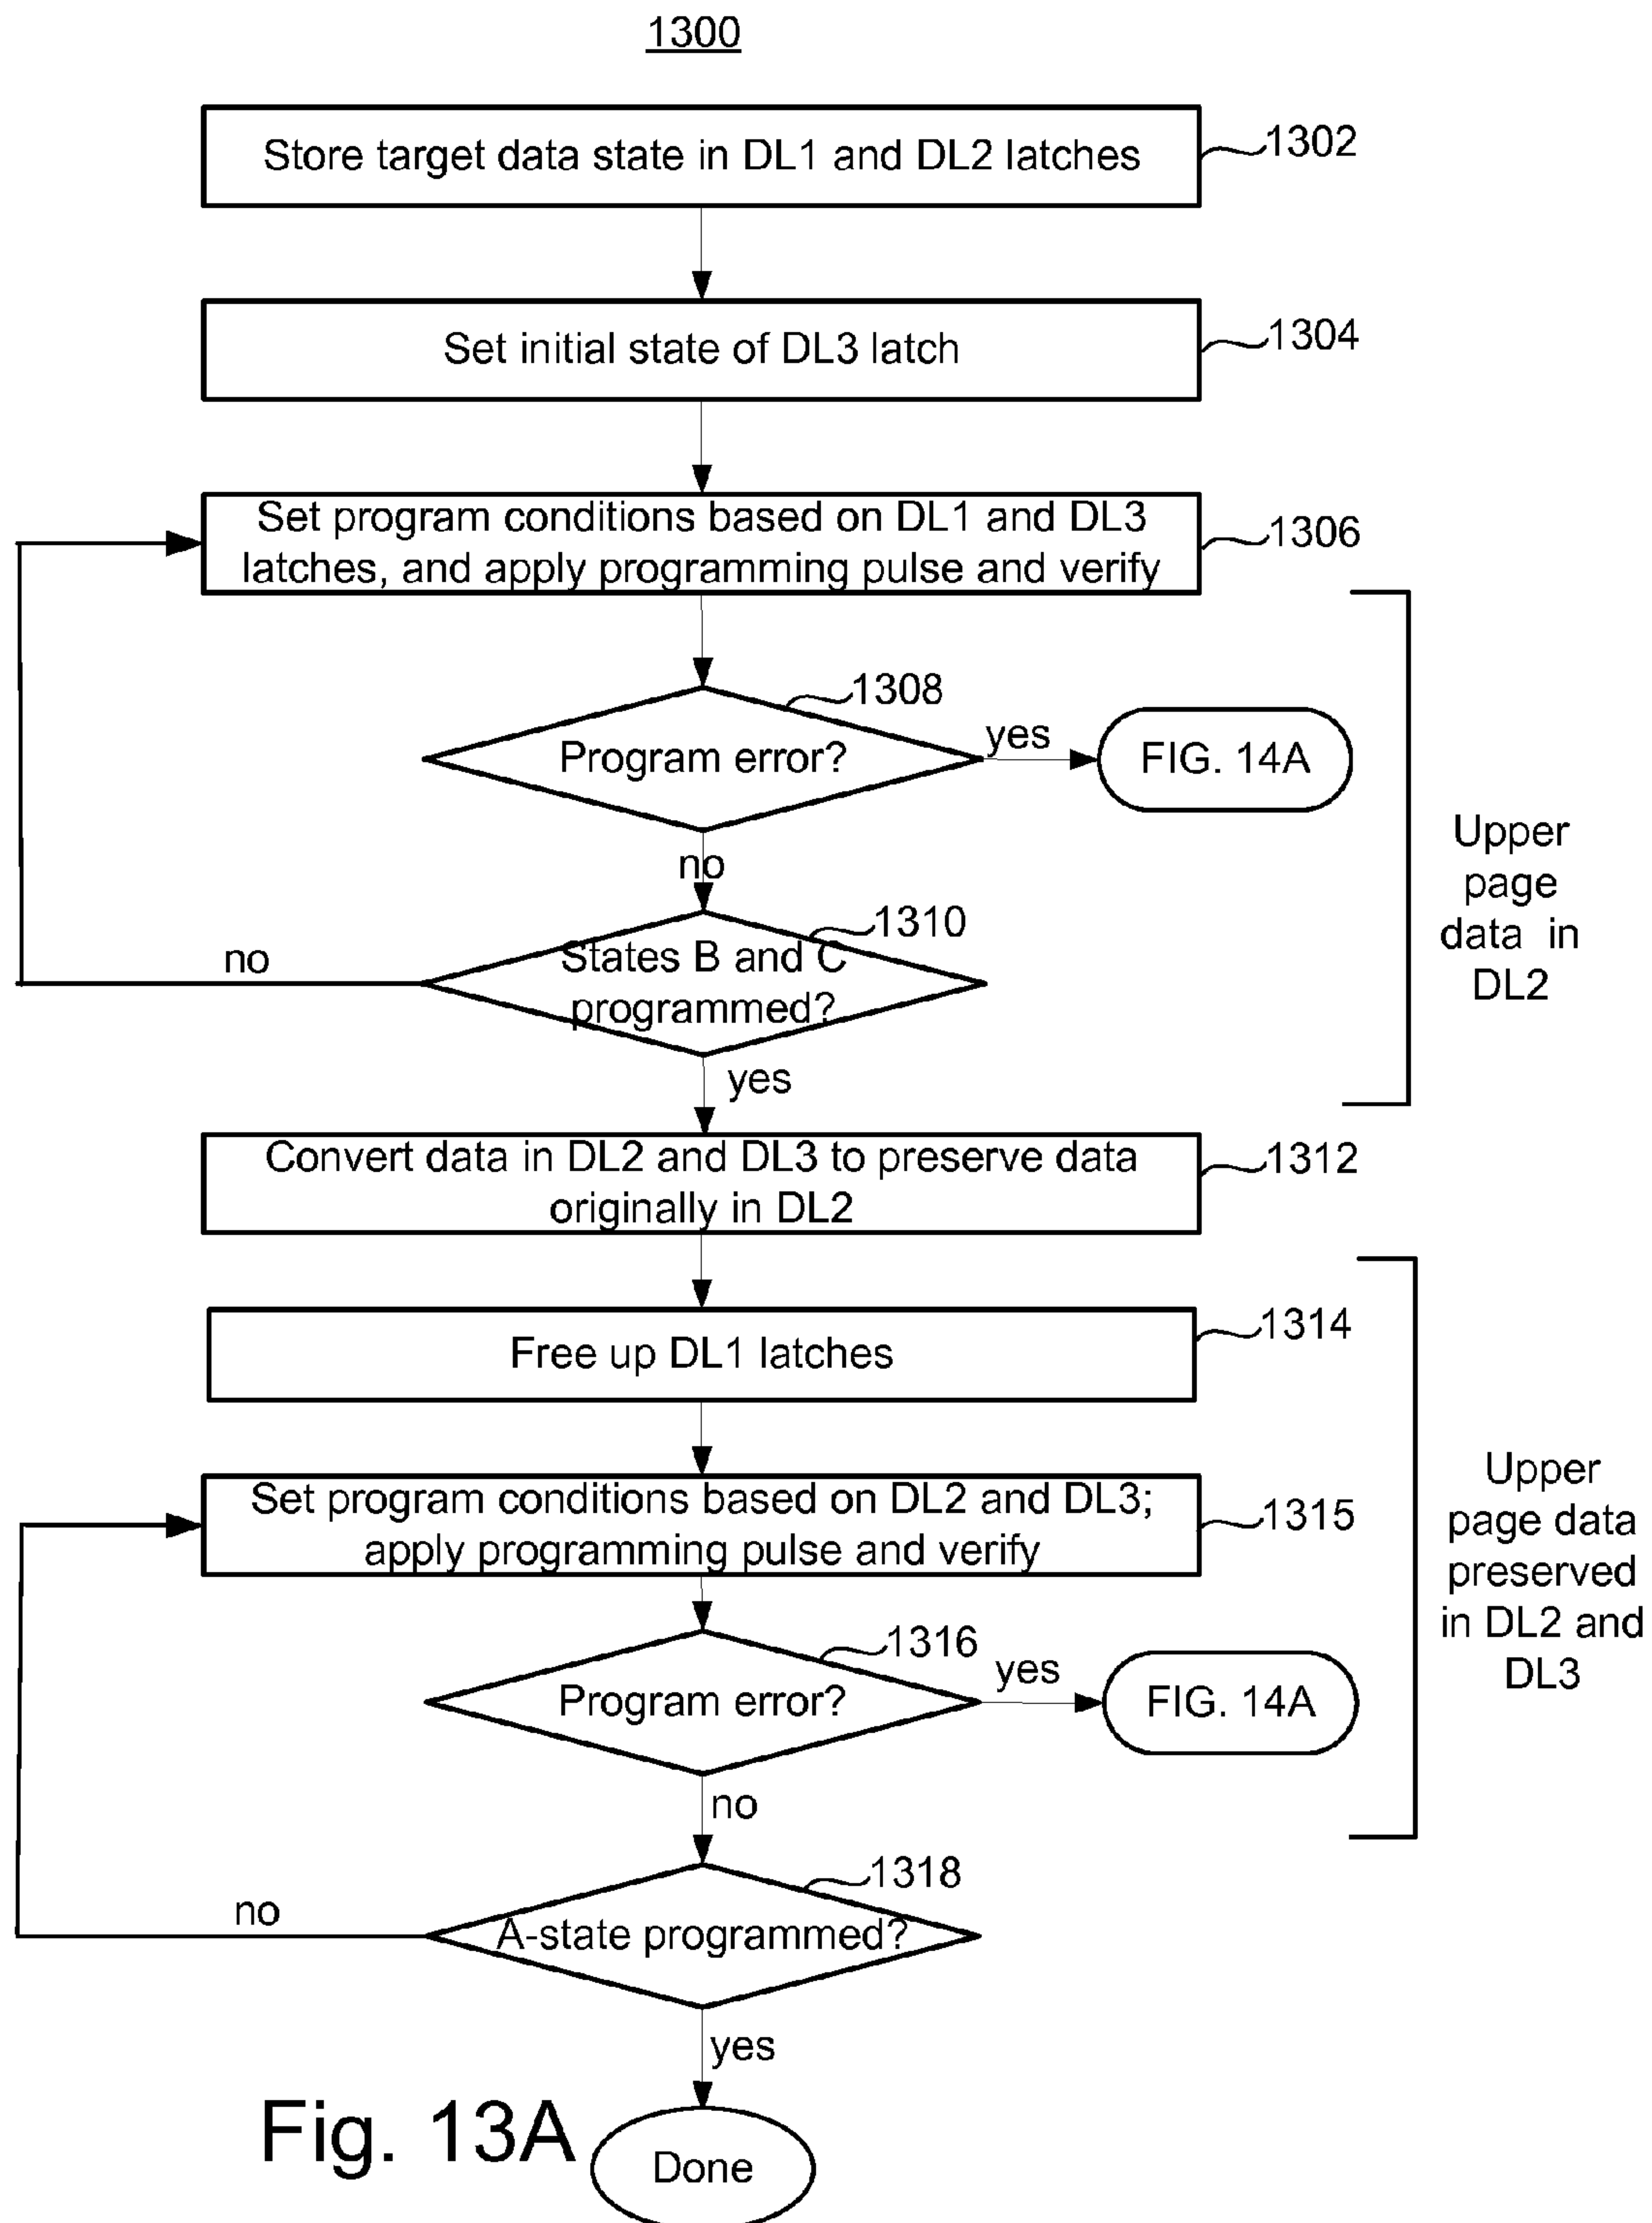 1300
Store target data state in DL1 and DL2 latches
1302
Set initial state of DL3 latch
1304
Set program conditions based on DL1 and DL3
latches, and apply programming pulse and verify
1306
1308
Program error?
yes
FIG. 14A
no
1310
States B and C
programmed?
no
yes
Upper
page
data in
DL2
Convert data in DL2 and DL3 to preserve data
originally in DL2
1312
Free up DL1 latches
1314
Set program conditions based on DL2 and DL3;
apply programming pulse and verify
1315
1316
Program error?
yes
FIG. 14A
no
Upper
page data
preserved
in DL2 and
DL3
1318
A-state programmed?
no
yes
Done
Fig. 13A